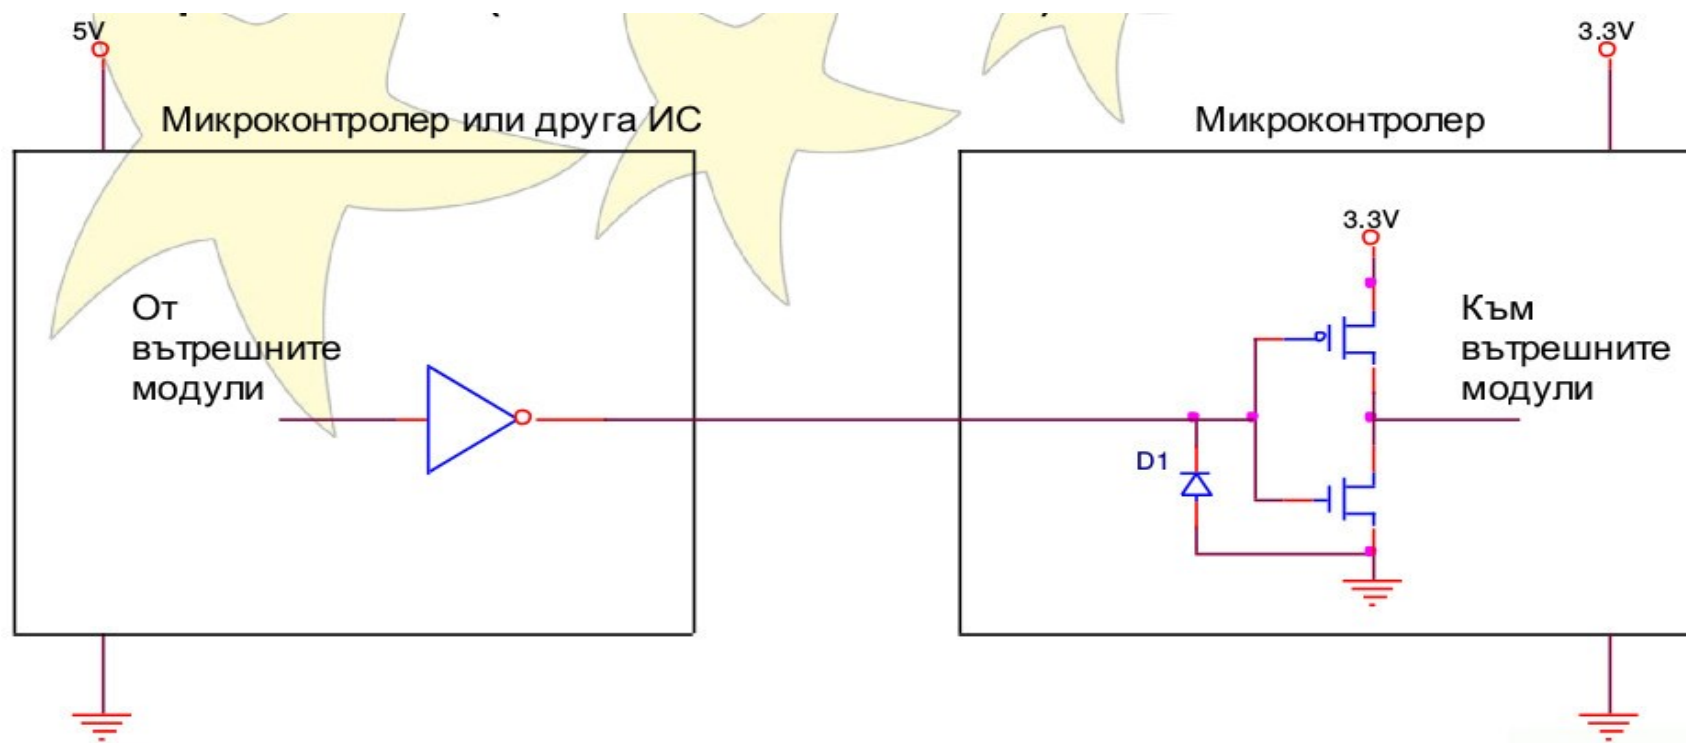 5V
3.3V
Микроконтролер или друга ИС
Микроконтролер
3.3V
От
вътрешните
модули
Към
вътрешните
модули
D1